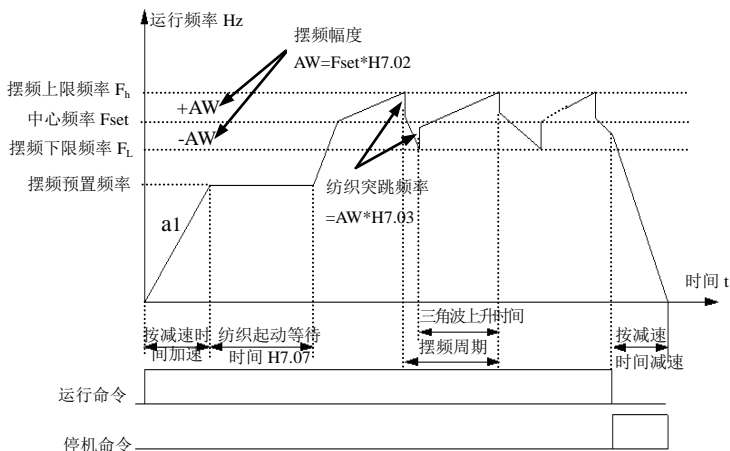 运行频率 Hz
摆频幅度
AW=Fset*H7.02
摆频上限频率 Fh
+AW
中心频率 Fset
-AW
摆频下限频率 FL
摆频预置频率
纺织突跳频率
=AW*H7.03
a1
时间 t
三角波上升时间
按减速时
间加速
纺织起动等待
时间 H7.07
摆频周期
按减速
时间减速
运行命令
停机命令